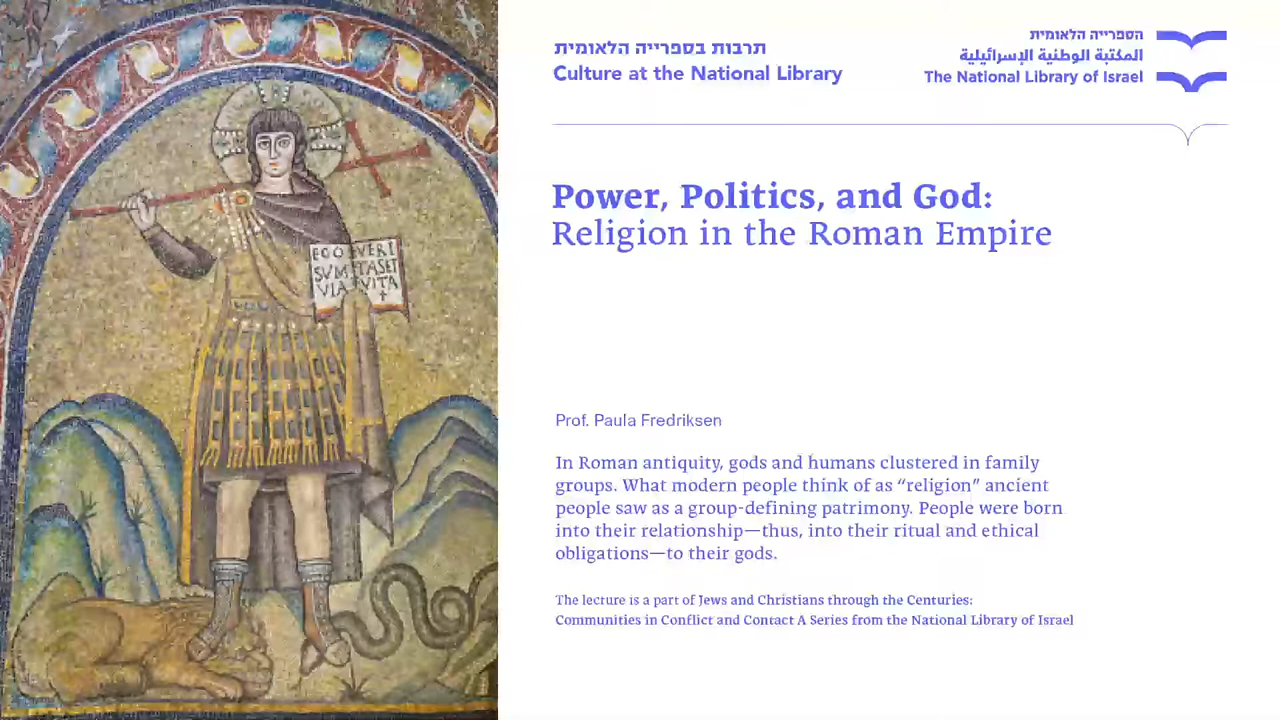 תרבות בספרייה הלאומית
Culture at the National Library
הספרייה הלאומית
المكتبة الوطنية الإسرائيلية
The National Library of Israel
Power, Politics, and God:
Religion in the Roman Empire
EGO VERI
SVM TASET
VIA VITA
Prof. Paula Fredriksen
In Roman antiquity, gods and humans clustered in family
groups. What modern people think of as “religion” ancient
people saw as a group-defining patrimony. People were born
into their relationship—thus, into their ritual and ethical
obligations—to their gods.
The lecture is a part of Jews and Christians through the Centuries:
Communities in Conflict and Contact A Series from the National Library of Israel